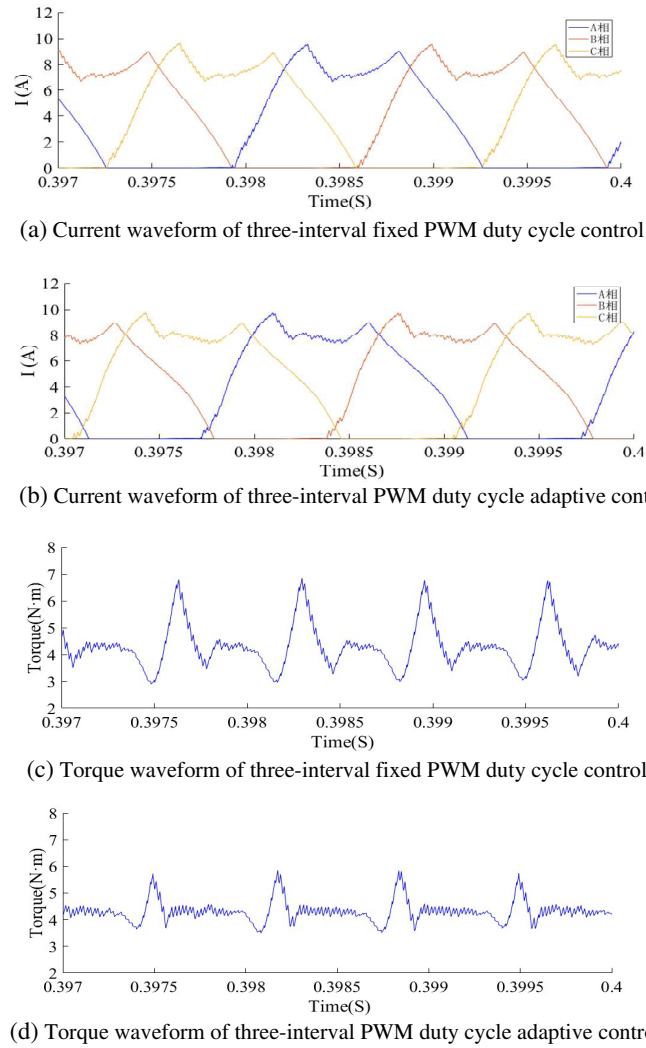 12
10
8
6
4
2
0
I (A)
A相
B相
C相
0.397 0.3975 0.398 0.3985 0.399 0.3995 0.4
Time(S)
(a) Current waveform of three-interval fixed PWM duty cycle control
12
10
8
6
4
2
0
I (A)
A相
B相
C相
0.397 0.3975 0.398 0.3985 0.399 0.3995 0.4
Time(S)
(b) Current waveform of three-interval PWM duty cycle adaptive cont
8
7
6
5
4
3
2
Torque(N·m)
0.397 0.3975 0.398 0.3985 0.399 0.3995 0.4
Time(S)
(c) Torque waveform of three-interval fixed PWM duty cycle control
8
7
6
5
4
3
2
Torque(N·m)
0.397 0.3975 0.398 0.3985 0.399 0.3995 0.4
Time(S)
(d) Torque waveform of three-interval PWM duty cycle adaptive contr